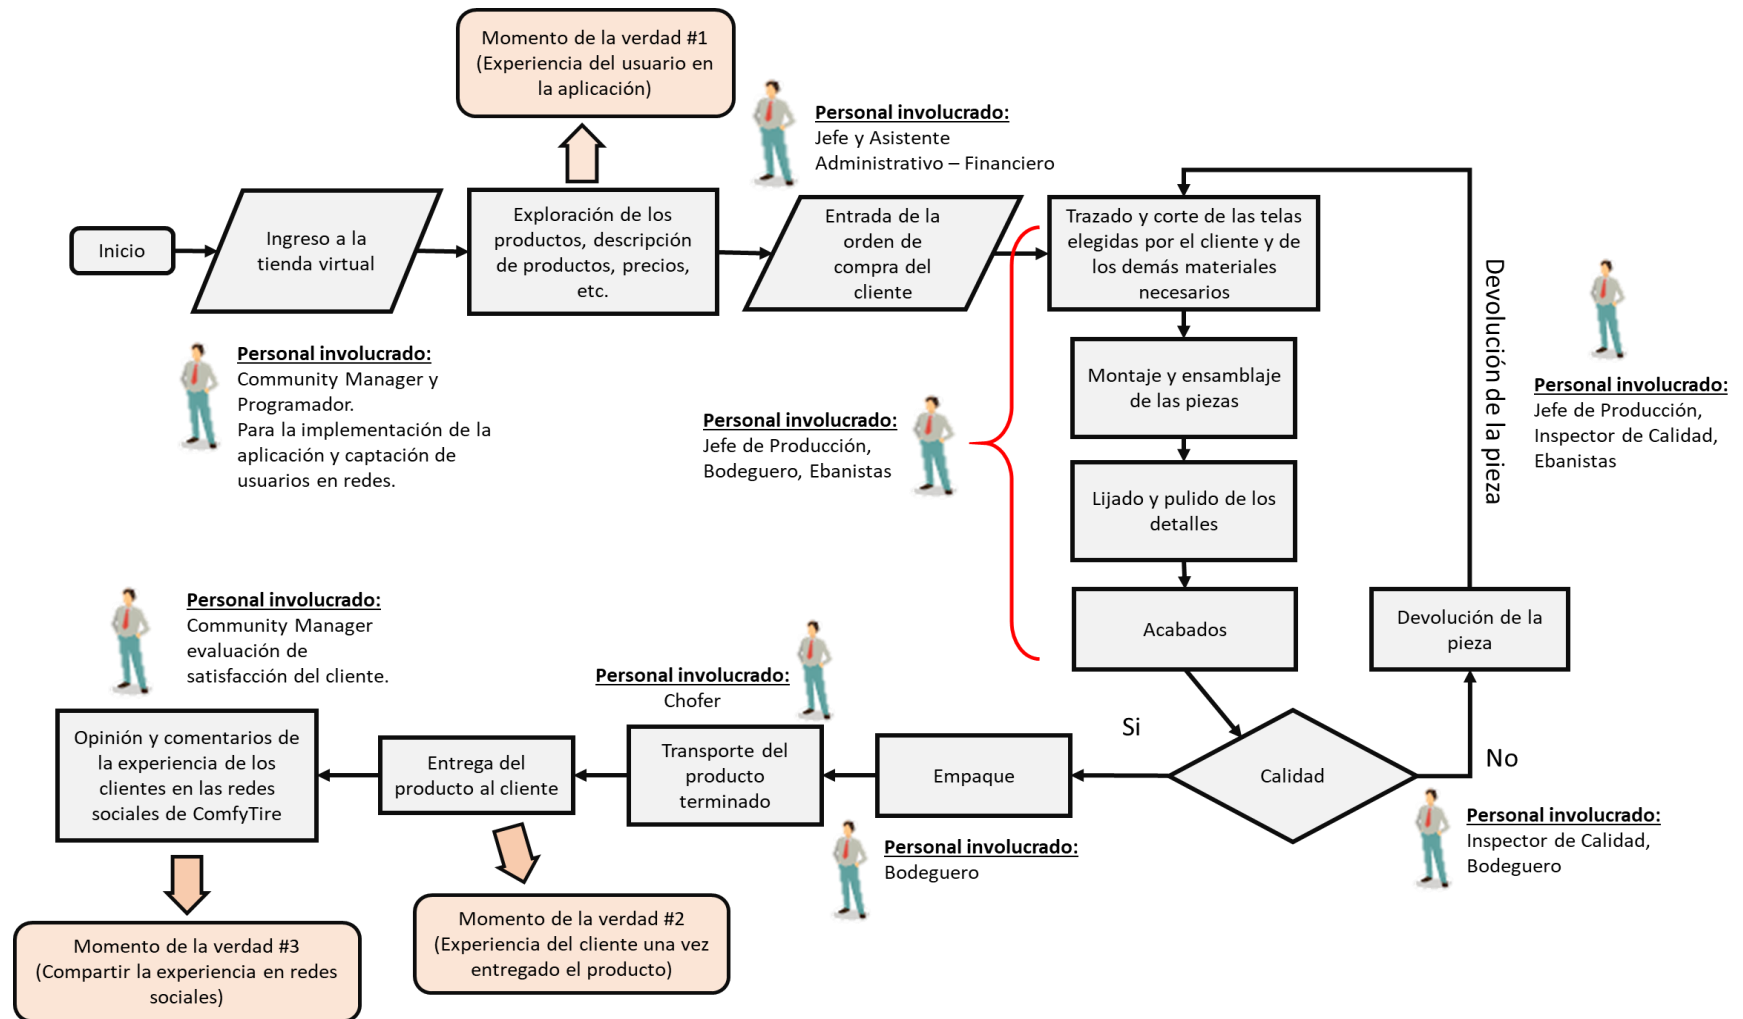 Momento de la verdad #1
(Experiencia del usuario en
la aplicación)
Personal involucrado:
Jefe y Asistente
Administrativo – Financiero
Inicio
Ingreso a la
tienda virtual
Exploración de los
productos, descripción
de productos, precios,
etc.
Entrada de la
orden de
compra del
cliente
Trazado y corte de las telas
elegidas por el cliente y de
los demás materiales
necesarios
Devolución de la pieza
Personal involucrado:
Jefe de Producción,
Inspector de Calidad,
Ebanistas
Personal involucrado:
Community Manager y
Programador.
Para la implementación de la
aplicación y captación de
usuarios en redes.
Personal involucrado:
Jefe de Producción,
Bodeguero, Ebanistas
Montaje y ensamblaje
de las piezas
Lijado y pulido de los
detalles
Acabados
Devolución de la
pieza
Personal involucrado:
Community Manager
evaluación de
satisfacción del cliente.
Personal involucrado:
Chofer
Si
No
Calidad
Empaque
Transporte del
producto
terminado
Entrega del
producto al cliente
Opinión y comentarios de
la experiencia de los
clientes en las redes
sociales de ComfyTire
Personal involucrado:
Inspector de Calidad,
Bodeguero
Personal involucrado:
Bodeguero
Momento de la verdad #2
(Experiencia del cliente una vez
entregado el producto)
Momento de la verdad #3
(Compartir la experiencia en redes
sociales)